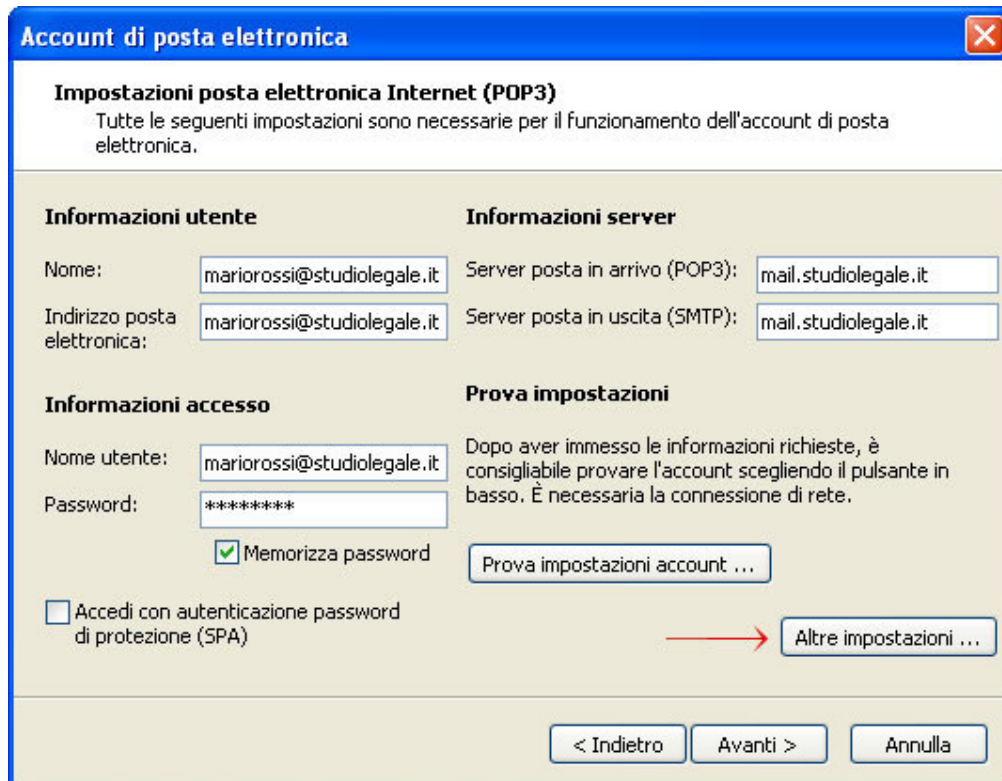 Account di posta elettronica
Impostazioni posta elettronica Internet (POP3)
Tutte le seguenti impostazioni sono necessarie per il funzionamento dell'account di posta
elettronica.
Informazioni utente
Nome:
mariorossi@studiolegale.it
Indirizzo posta
elettronica:
mariorossi@studiolegale.it
Informazioni server
Server posta in arrivo (POP3):
mail.studiolegale.it
Server posta in uscita (SMTP):
mail.studiolegale.it
Informazioni accesso
Nome utente:
mariorossi@studiolegale.it
Password:
********
Memorizza password
Accedi con autenticazione password
di protezione (SPA)
Prova impostazioni
Dopo aver immesso le informazioni richieste, è
consigliabile provare l'account scegliendo il pulsante in
basso. È necessaria la connessione di rete.
Prova impostazioni account ...
Altre impostazioni ...
< Indietro
Avanti >
Annulla